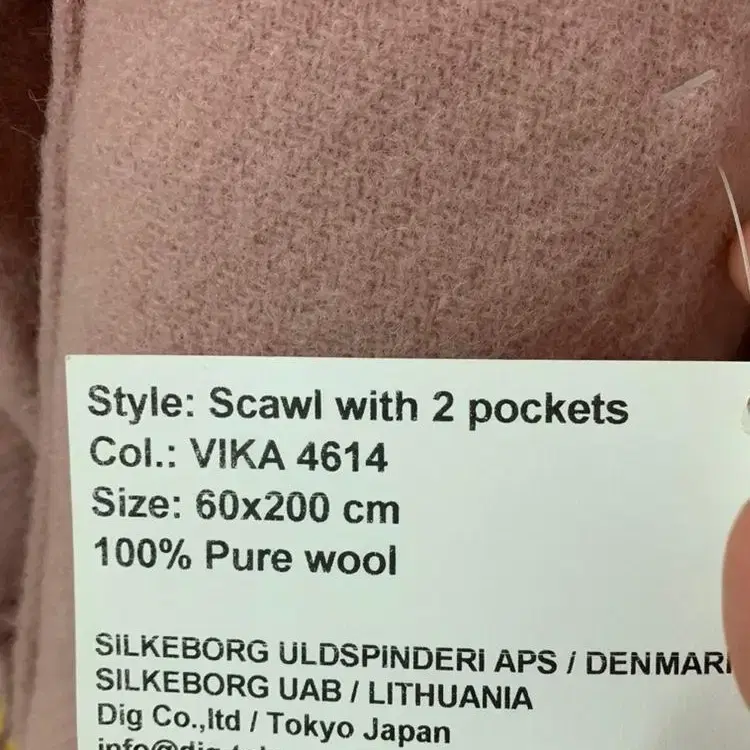 Style: Scawl with 2 pockets
Col.: VIKA 4614
Size: 60x200 cm
100% Pure wool
SILKEBORG ULDSPINDERI APS / DENMAR
SILKEBORG UAB / LITHUANIA
Dig Co.,ltd / Tokyo Japan